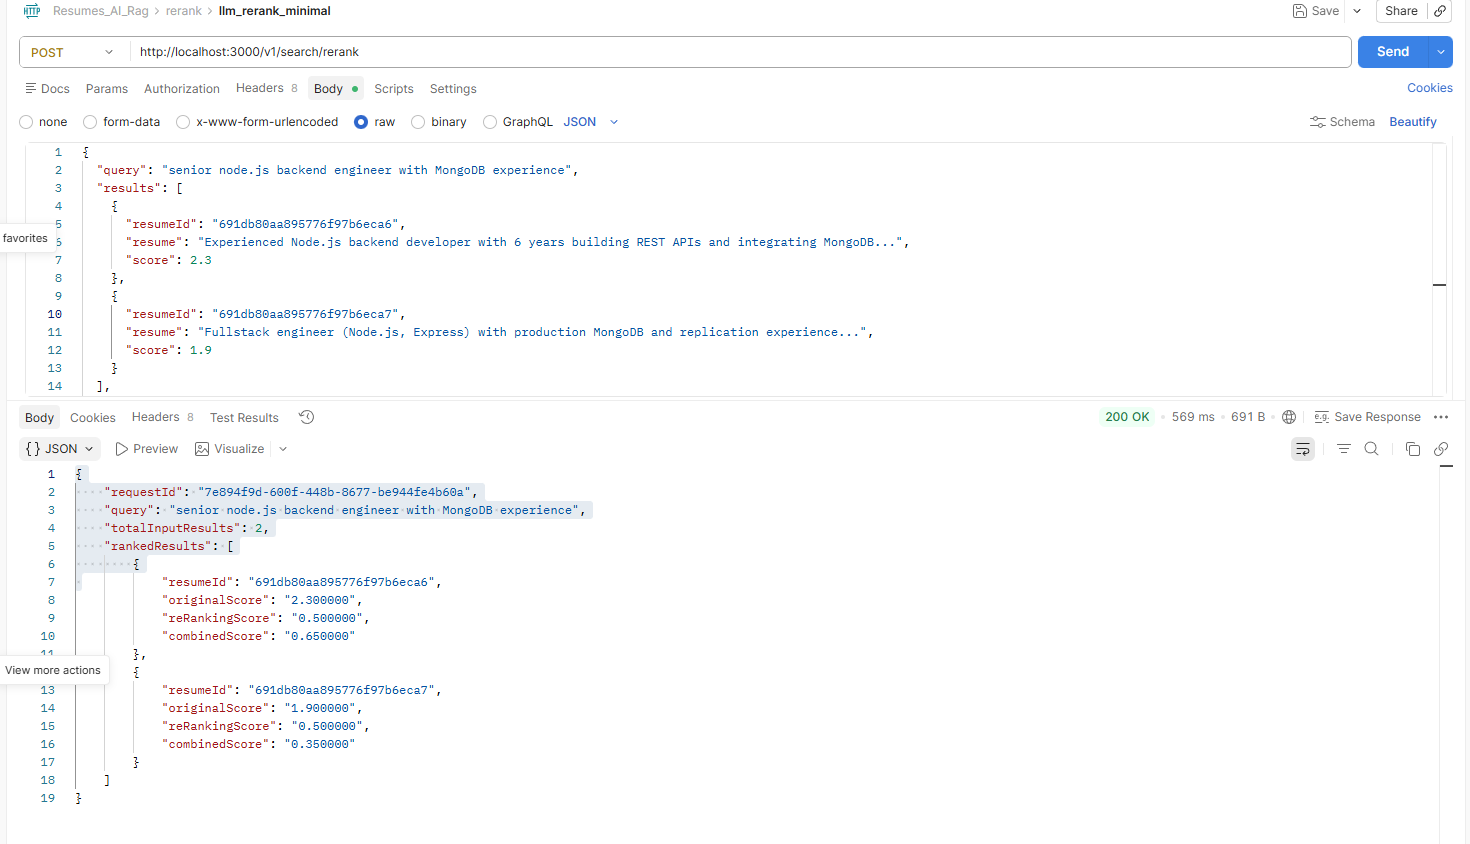 HTTP Resumes_AI_Rag > rerank > llm_rerank_minimal Save Share
POST http://localhost:3000/v1/search/rerank Send
Docs Params Authorization Headers 8 Body Scripts Settings Cookies
none form-data x-www-form-urlencoded raw binary GraphQL JSON Schema Beautify
1 {
2 "query": "senior node.js backend engineer with MongoDB experience",
3 "results": [
4 {
5 "resumeId": "691db80aa895776f97b6eca6",
favorites
6 "resume": "Experienced Node.js backend developer with 6 years building REST APIs and integrating MongoDB...",
7 "score": 2.3
8 },
9 {
10 "resumeId": "691db80aa895776f97b6eca7",
11 "resume": "Fullstack engineer (Node.js, Express) with production MongoDB and replication experience...",
12 "score": 1.9
13 }
14 ],
Body Cookies Headers 8 Test Results 200 OK • 569 ms • 691 B • e.g. Save Response •••
{} JSON Preview Visualize
1 {
2 "requestId": "7e894f9d-600f-448b-8677-be944fe4b60a",
3 "query": "senior node.js backend engineer with MongoDB experience",
4 "totalInputResults": 2,
5 "rankedResults": [
6 {
7 "resumeId": "691db80aa895776f97b6eca6",
8 "originalScore": "2.300000",
9 "reRankingScore": "0.500000",
10 "combinedScore": "0.650000"
11 },
View more actions
{
13 "resumeId": "691db80aa895776f97b6eca7",
14 "originalScore": "1.900000",
15 "reRankingScore": "0.500000",
16 "combinedScore": "0.350000"
17 }
18 ]
19 }